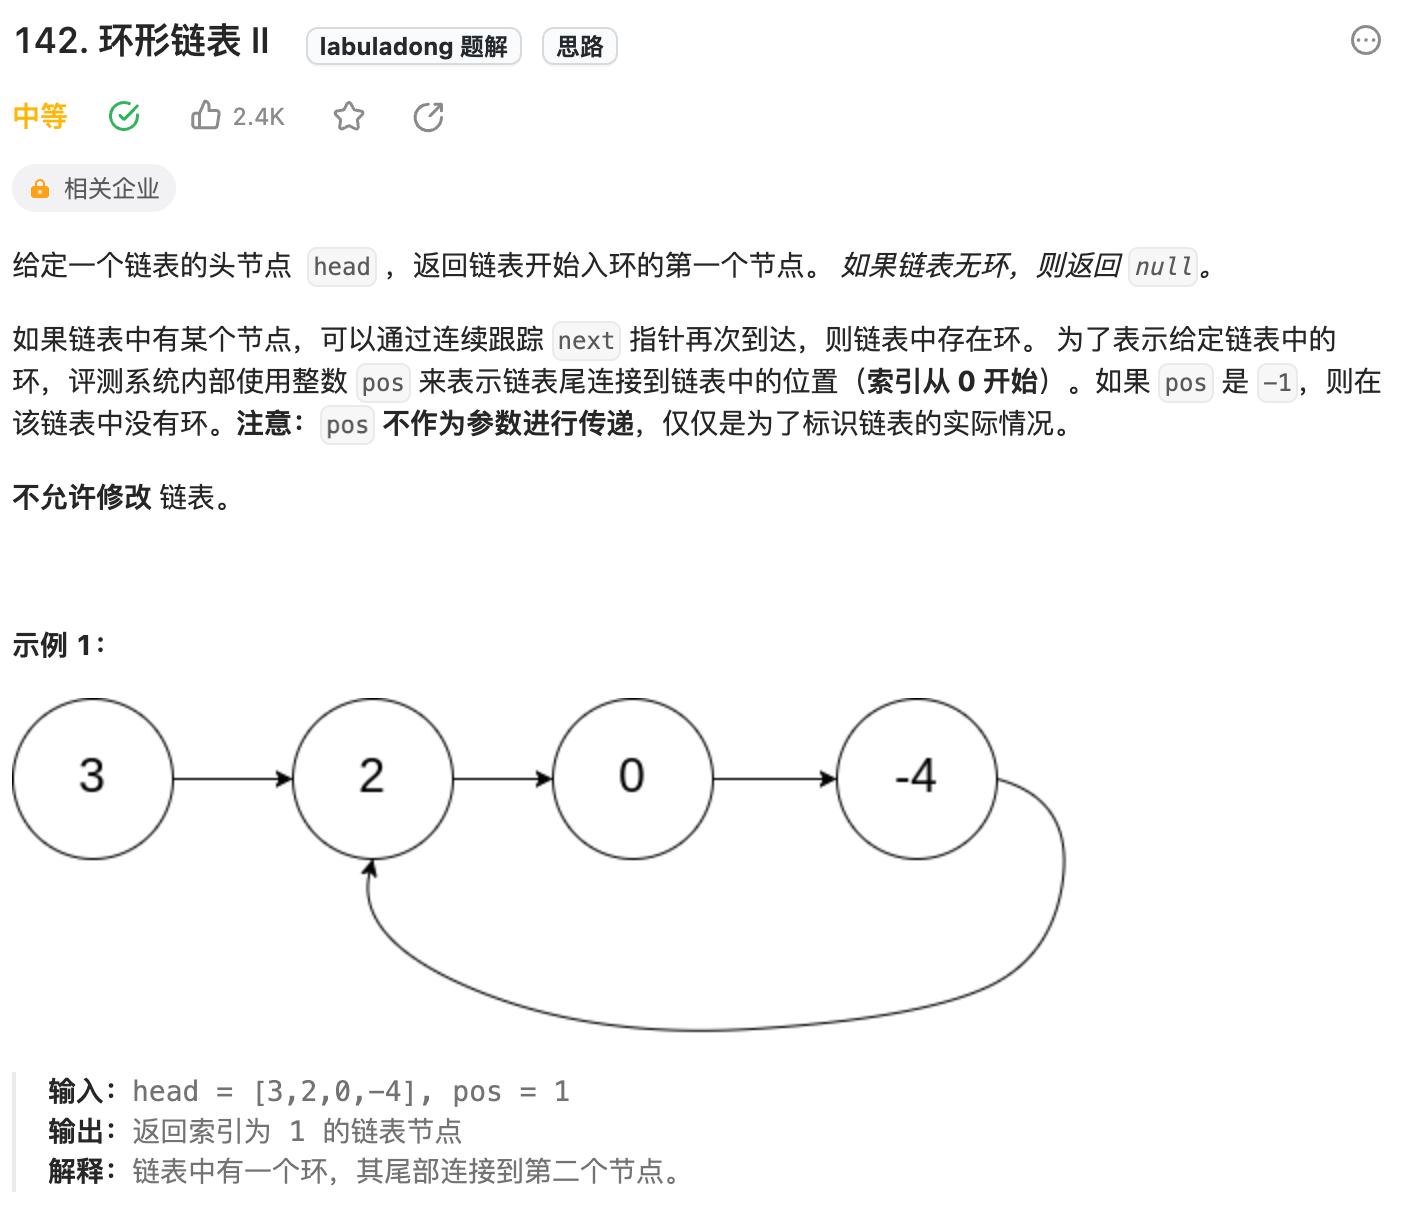 142. 环形链表 II labuladong 题解 思路
中等 2.4K
相关企业
给定一个链表的头节点 head ，返回链表开始入环的第一个节点。 如果链表无环，则返回 null。
如果链表中有某个节点，可以通过连续跟踪 next 指针再次到达，则链表中存在环。 为了表示给定链表中的
环，评测系统内部使用整数 pos 来表示链表尾连接到链表中的位置（索引从 0 开始）。如果 pos 是 -1，则在
该链表中没有环。注意：pos 不作为参数进行传递，仅仅是为了标识链表的实际情况。
不允许修改 链表。
示例 1：
3 2 0 -4
输入：head = [3,2,0,-4], pos = 1
输出：返回索引为 1 的链表节点
解释：链表中有一个环，其尾部连接到第二个节点。